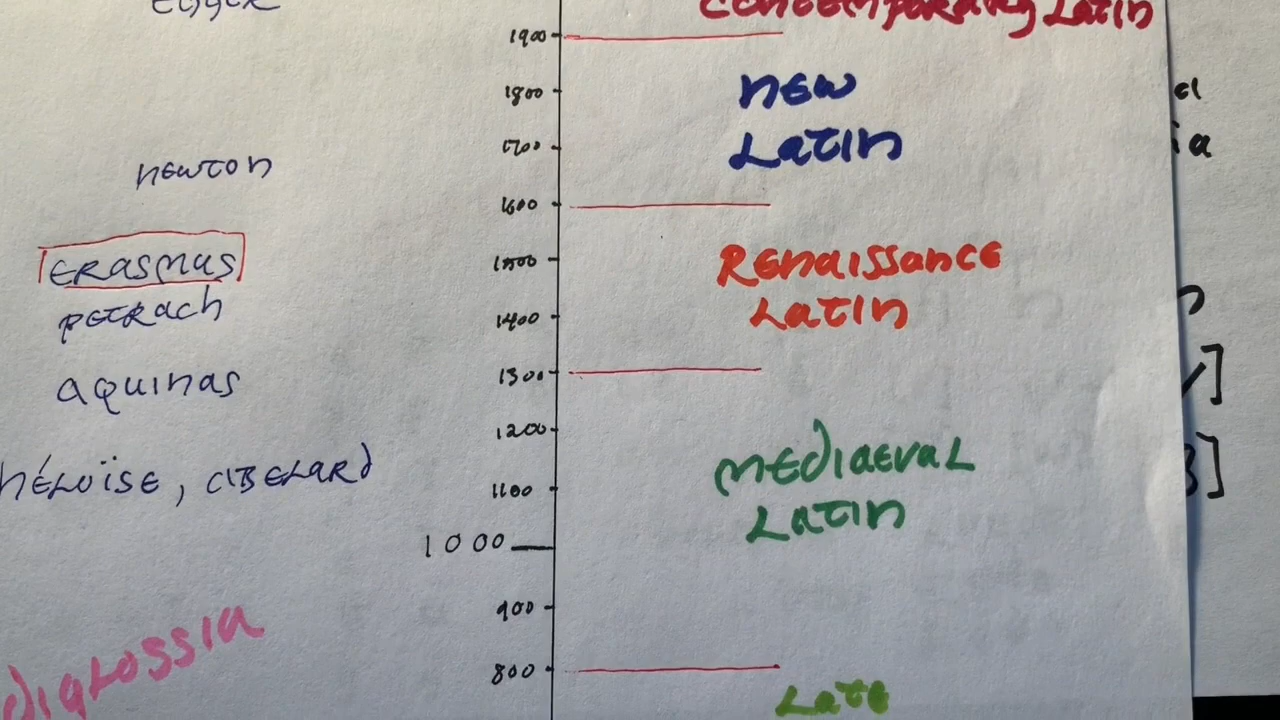 Contemporary Latin
1900
1800
New
Latin
1700
Newton
1600
Erasmus
1500
Renaissance
Latin
Petrach
1400
Aquinas
1300
1200
Mediaeval
Latin
Héloïse, Abelard
1100
1000
900
diglossia
800
Late